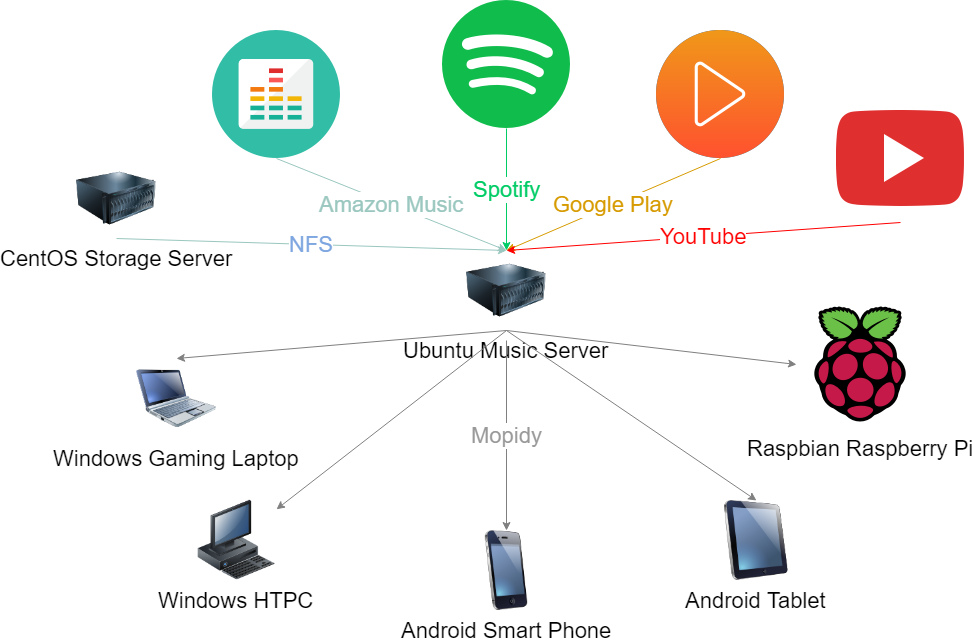 Spotify
Amazon Music
Google Play
YouTube
NFS
CentOS Storage Server
Ubuntu Music Server
Mopidy
Raspbian Raspberry Pi
Windows Gaming Laptop
Windows HTPC
Android Tablet
Android Smart Phone